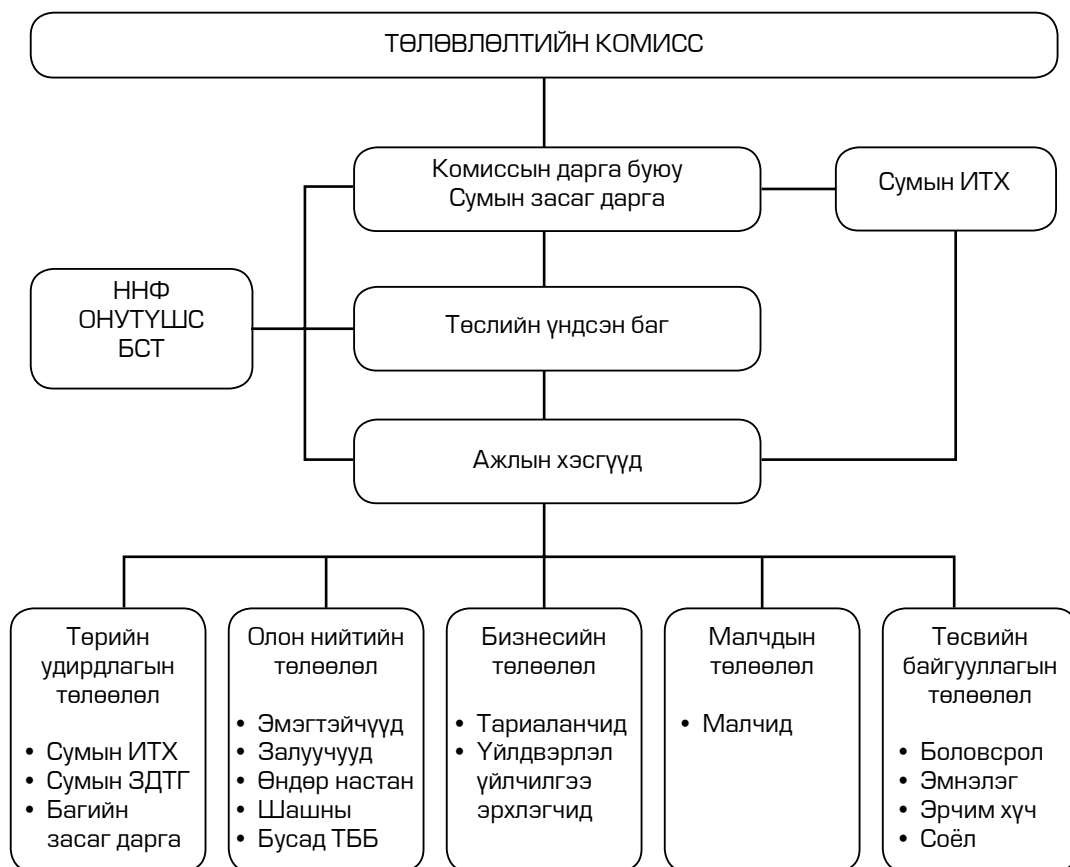 ТӨЛӨВЛӨЛТИЙН КОМИСС
Комиссын дарга буюу
Сумын засаг дарга
Сумын ИТХ
ННФ
ОНУТҮШС
БСТ
Төслийн үндсэн баг
Ажлын хэсгүүд
Төрийн
удирдлагын
төлөөлөл
• Сумын ИТХ
• Сумын ЗДТГ
• Багийн
засаг дарга
Олон нийтийн
төлөөлөл
• Эмэгтэйчүүд
• Залуучууд
• Өндөр настан
• Шашны
• Бусад ТББ
Бизнесийн
төлөөлөл
• Тариаланчид
• Үйлдвэрлэл
үйлчилгээ
эрхлэгчид
Малчдын
төлөөлөл
• Малчид
Төсвийн
байгууллагын
төлөөлөл
• Боловсрол
• Эмнэлэг
• Эрчим хүч
• Соёл